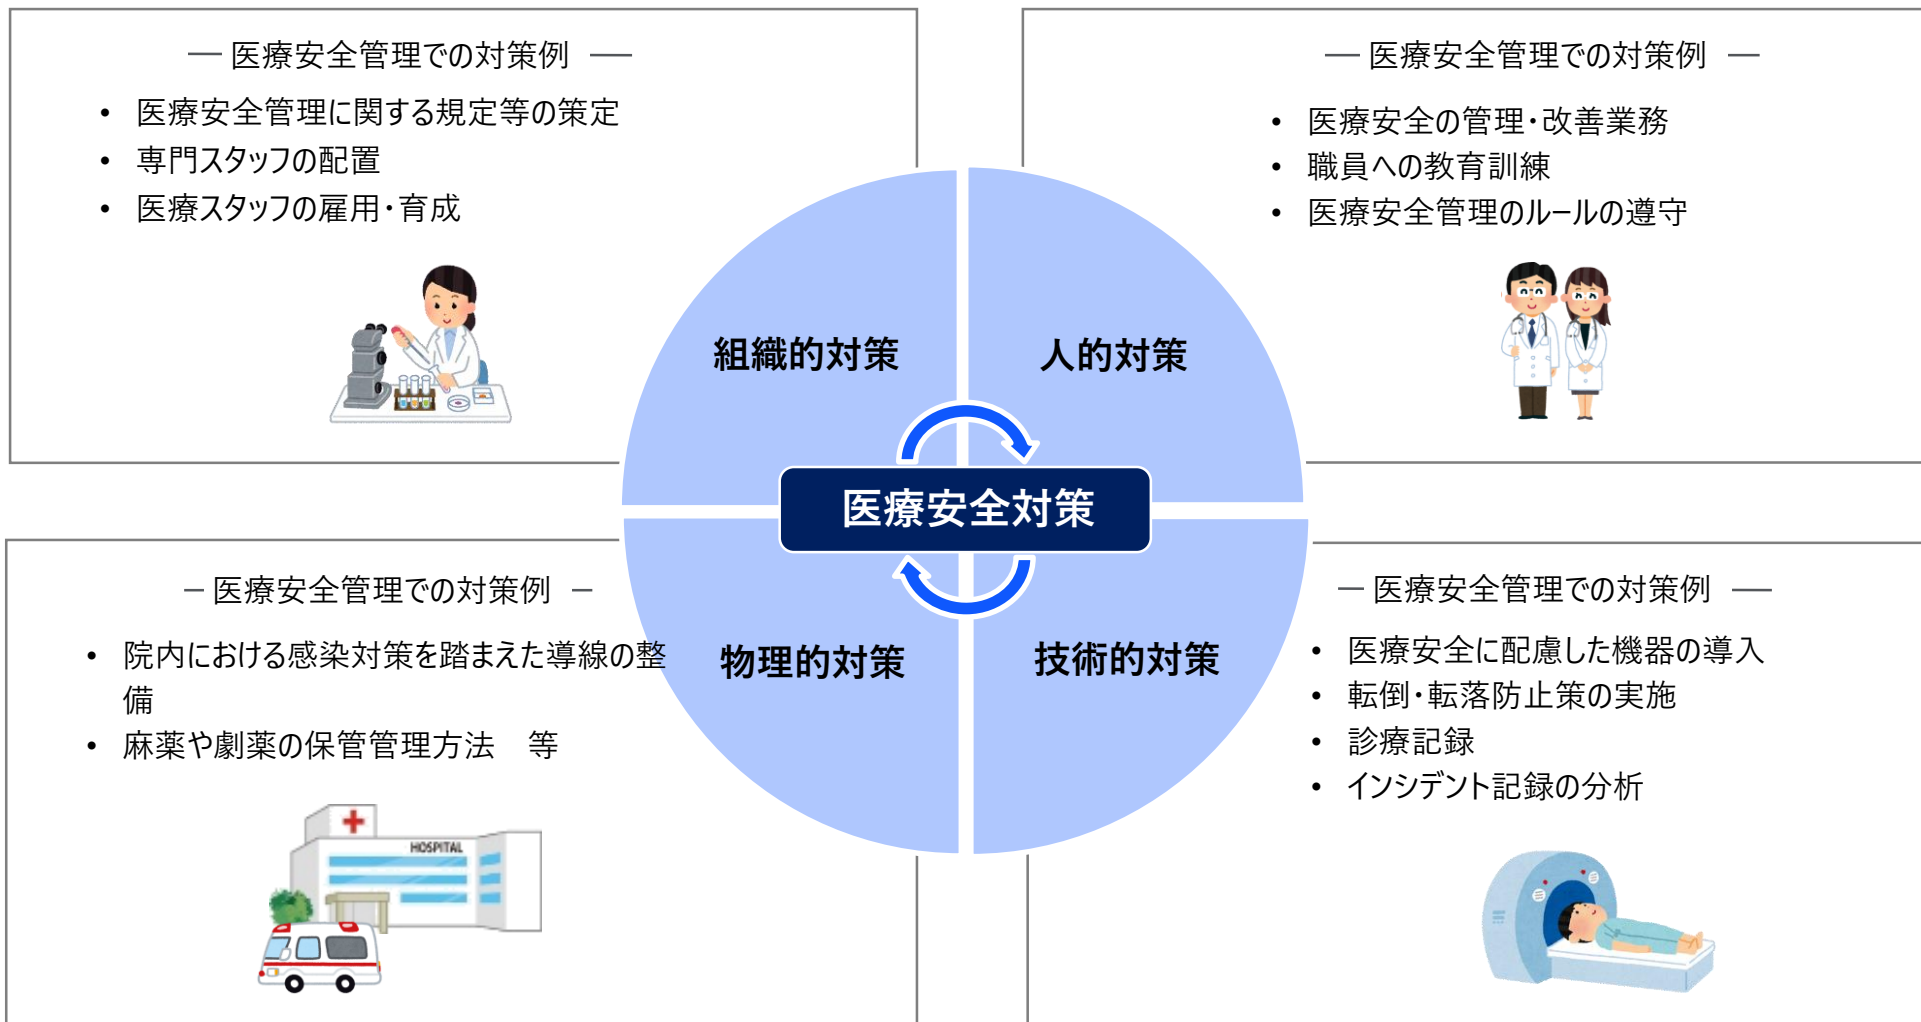 医療安全管理での対策例
• 医療安全管理に関する規定等の策定
• 専門スタッフの配置
• 医療スタッフの雇用・育成
医療安全管理での対策例
• 医療安全の管理・改善業務
• 職員への教育訓練
• 医療安全管理のルールの遵守
組織的対策
人的対策
医療安全対策
物理的対策
技術的対策
医療安全管理での対策例
• 院内における感染対策を踏まえた導線の整
備
• 麻薬や劇薬の保管管理方法　等
HOSPITAL
医療安全管理での対策例
• 医療安全に配慮した機器の導入
• 転倒・転落防止策の実施
• 診療記録
• インシデント記録の分析